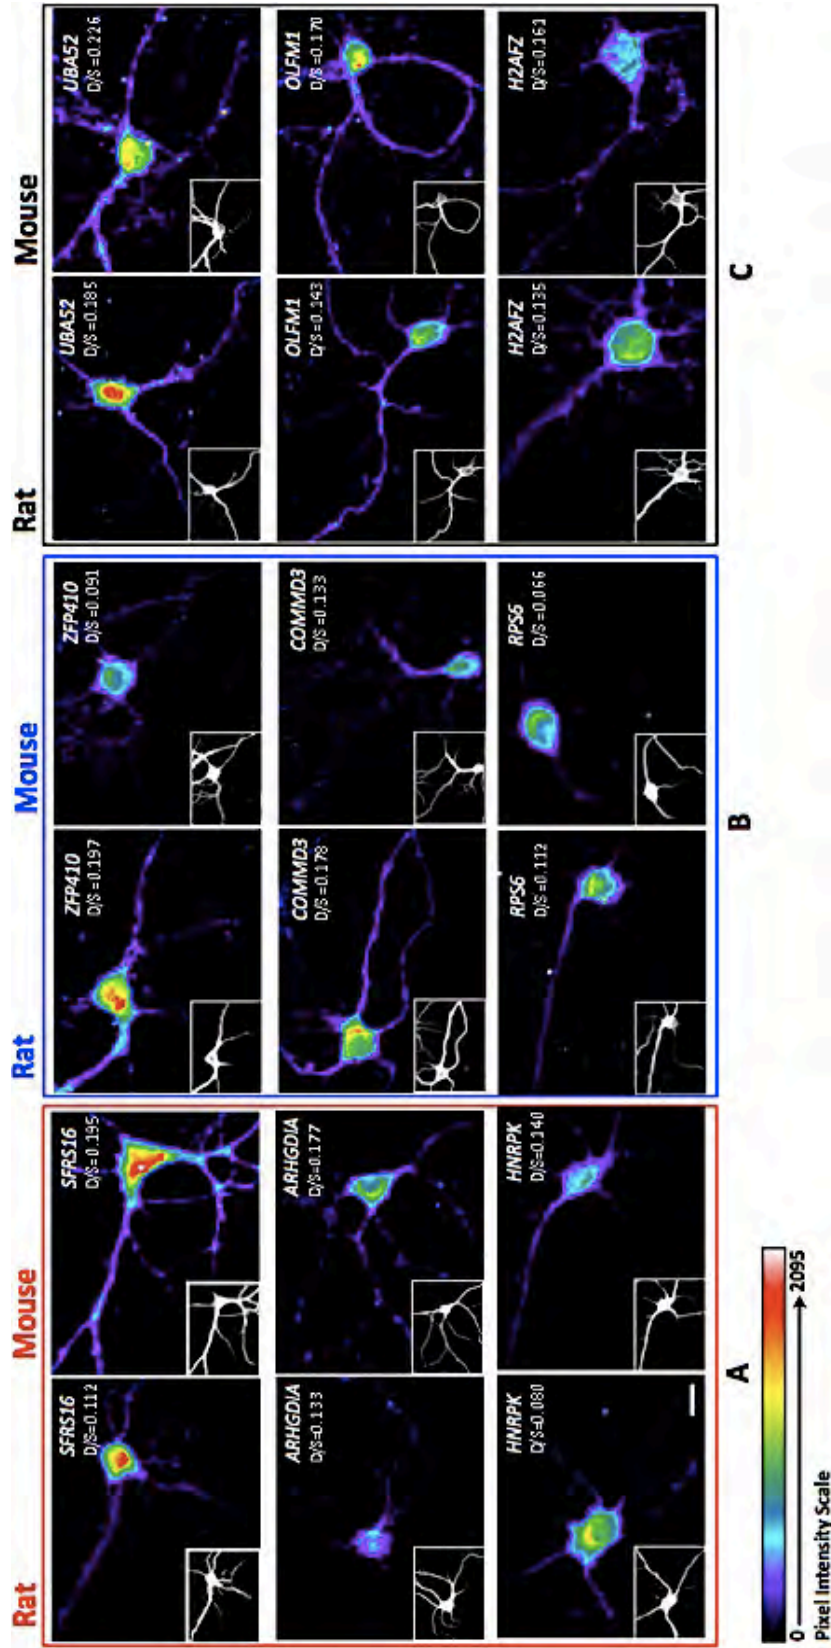 Rat
Mouse
SFRS16
D/S=0.112
SFRS16
D/S=0.195
ARHGDIA
D/S=0.133
ARHGDIA
D/S=0.177
HNRPK
D/S=0.080
HNRPK
D/S=0.140
A
Rat
Mouse
ZFP410
D/S=0.197
ZFP410
D/S=0.091
COMMD3
D/S=0.178
COMMD3
D/S=0.133
RPS6
D/S=0.112
RPS6
D/S=0.066
B
Rat
Mouse
UBA52
D/S=0.185
UBA52
D/S=0.226
OLFM1
D/S=0.143
OLFM1
D/S=0.170
H2AFZ
D/S=0.135
H2AFZ
D/S=0.161
C
0
2095
Pixel Intensity Scale